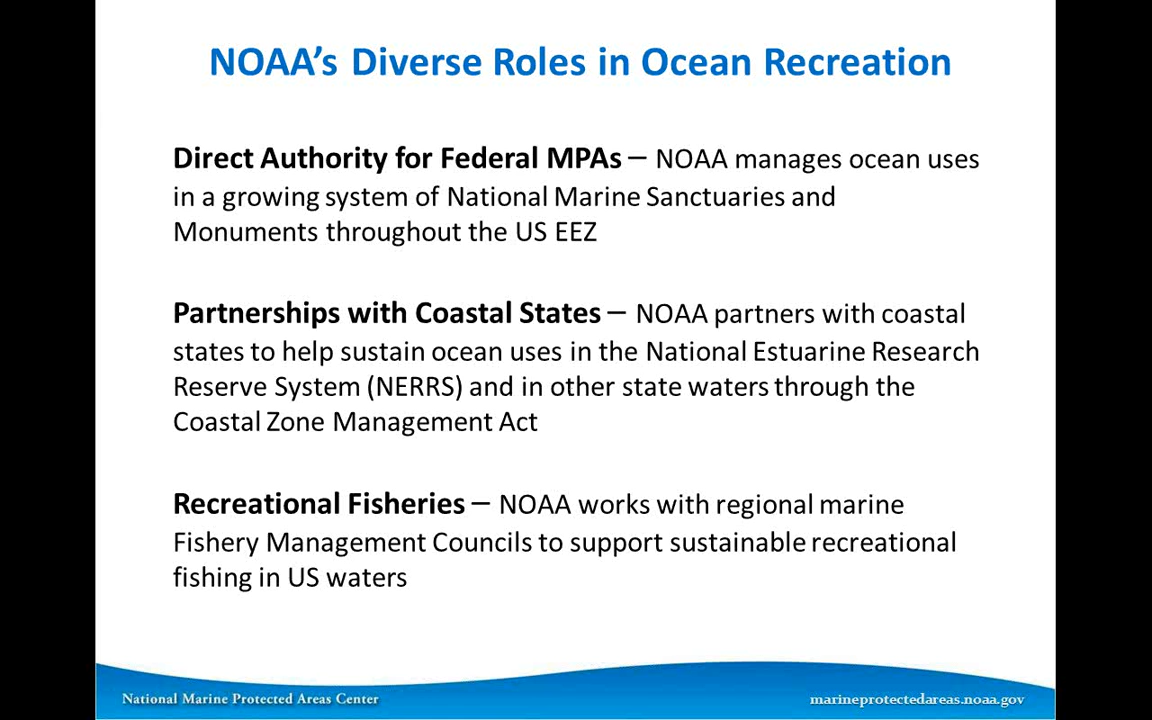 NOAA’s Diverse Roles in Ocean Recreation
Direct Authority for Federal MPAs – NOAA manages ocean uses
in a growing system of National Marine Sanctuaries and
Monuments throughout the US EEZ
Partnerships with Coastal States – NOAA partners with coastal
states to help sustain ocean uses in the National Estuarine Research
Reserve System (NERRS) and in other state waters through the
Coastal Zone Management Act
Recreational Fisheries – NOAA works with regional marine
Fishery Management Councils to support sustainable recreational
fishing in US waters
National Marine Protected Areas Center
marineprotectedareas.noaa.gov